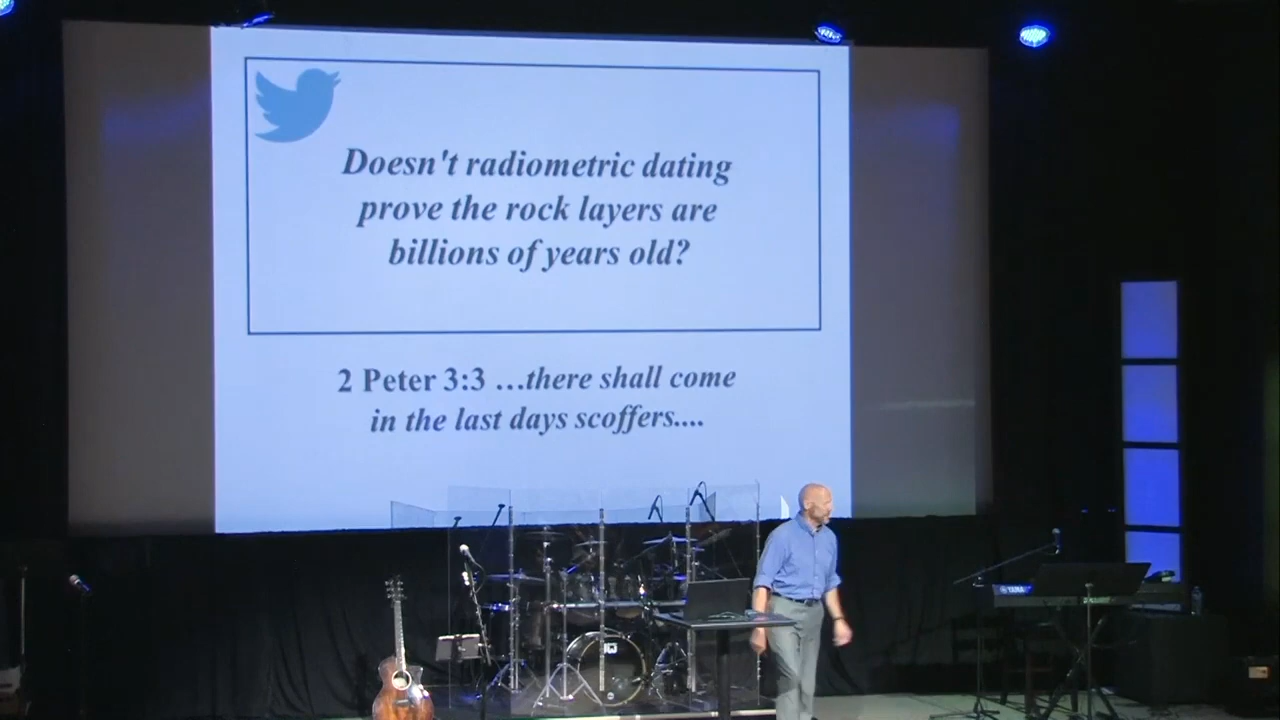 Doesn't radiometric dating
prove the rock layers are
billions of years old?
2 Peter 3:3 ...there shall come
in the last days scoffers....
YAMAHA